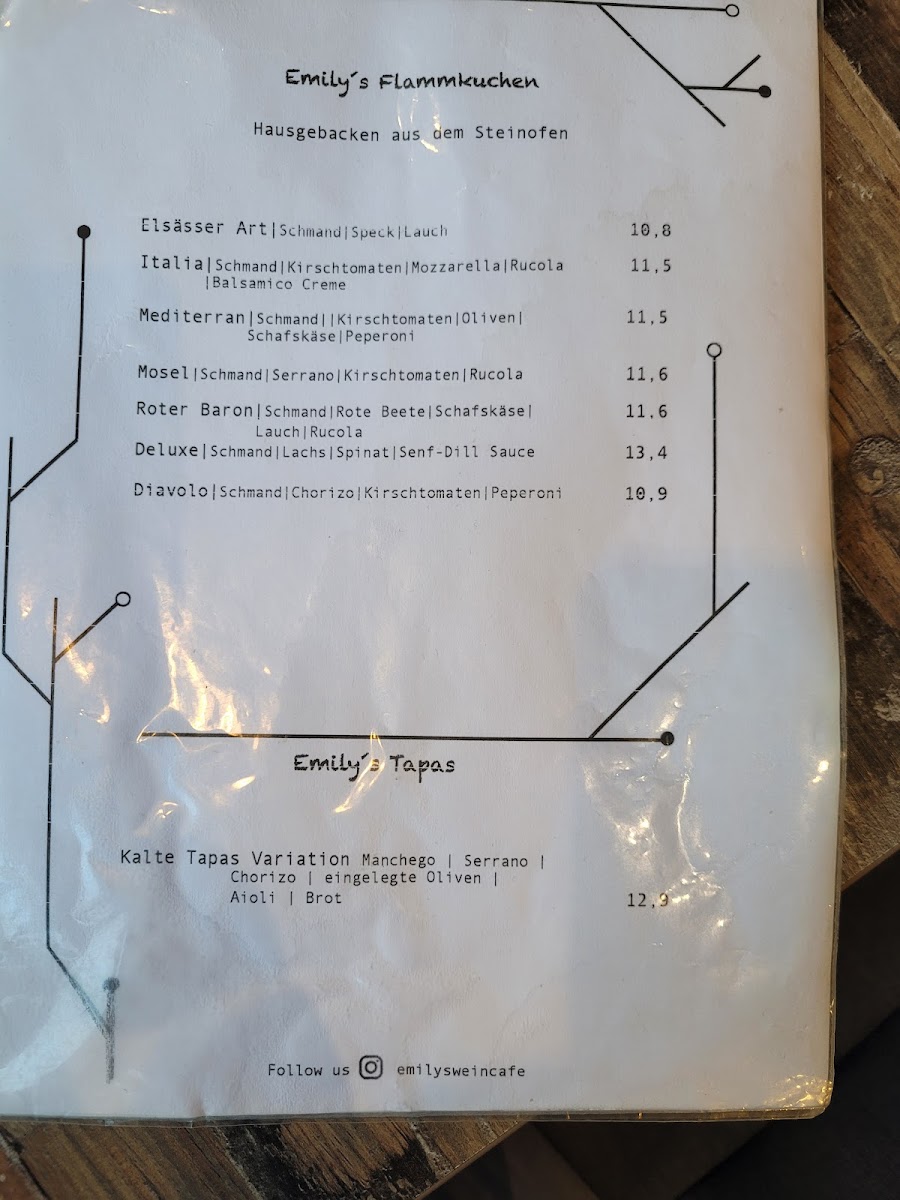 Emily´s Flammkuchen
Hausgebacken aus dem Steinofen
Elsässer Art|Schmand|Speck|Lauch 10,8
Italia|Schmand|Kirschtomaten|Mozzarella|Rucola 11,5
|Balsamico Creme
Mediterran|Schmand||Kirschtomaten|Oliven| 11,5
Schafskäse|Peperoni
Mosel|Schmand|Serrano|Kirschtomaten|Rucola 11,6
Roter Baron|Schmand|Rote Beete|Schafskäse| 11,6
Lauch|Rucola
Deluxe|Schmand|Lachs|Spinat|Senf-Dill Sauce 13,4
Diavolo|Schmand|Chorizo|Kirschtomaten|Peperoni 10,9
Emily´s Tapas
Kalte Tapas Variation Manchego | Serrano |
Chorizo | eingelegte Oliven |
Aioli | Brot 12,9
Follow us emilysweincafe